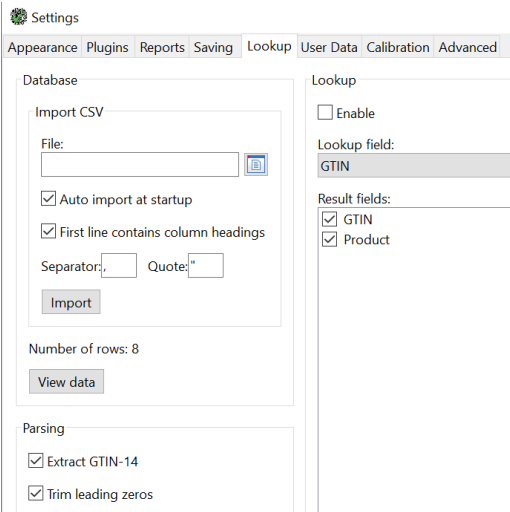 Settings
Appearance Plugins Reports Saving Lookup User Data Calibration Advanced
Database
Import CSV
File:
Auto import at startup
First line contains column headings
Separator: , Quote: "
Import
Number of rows: 8
View data
Parsing
Extract GTIN-14
Trim leading zeros
Lookup
Enable
Lookup field:
GTIN
Result fields:
GTIN
Product